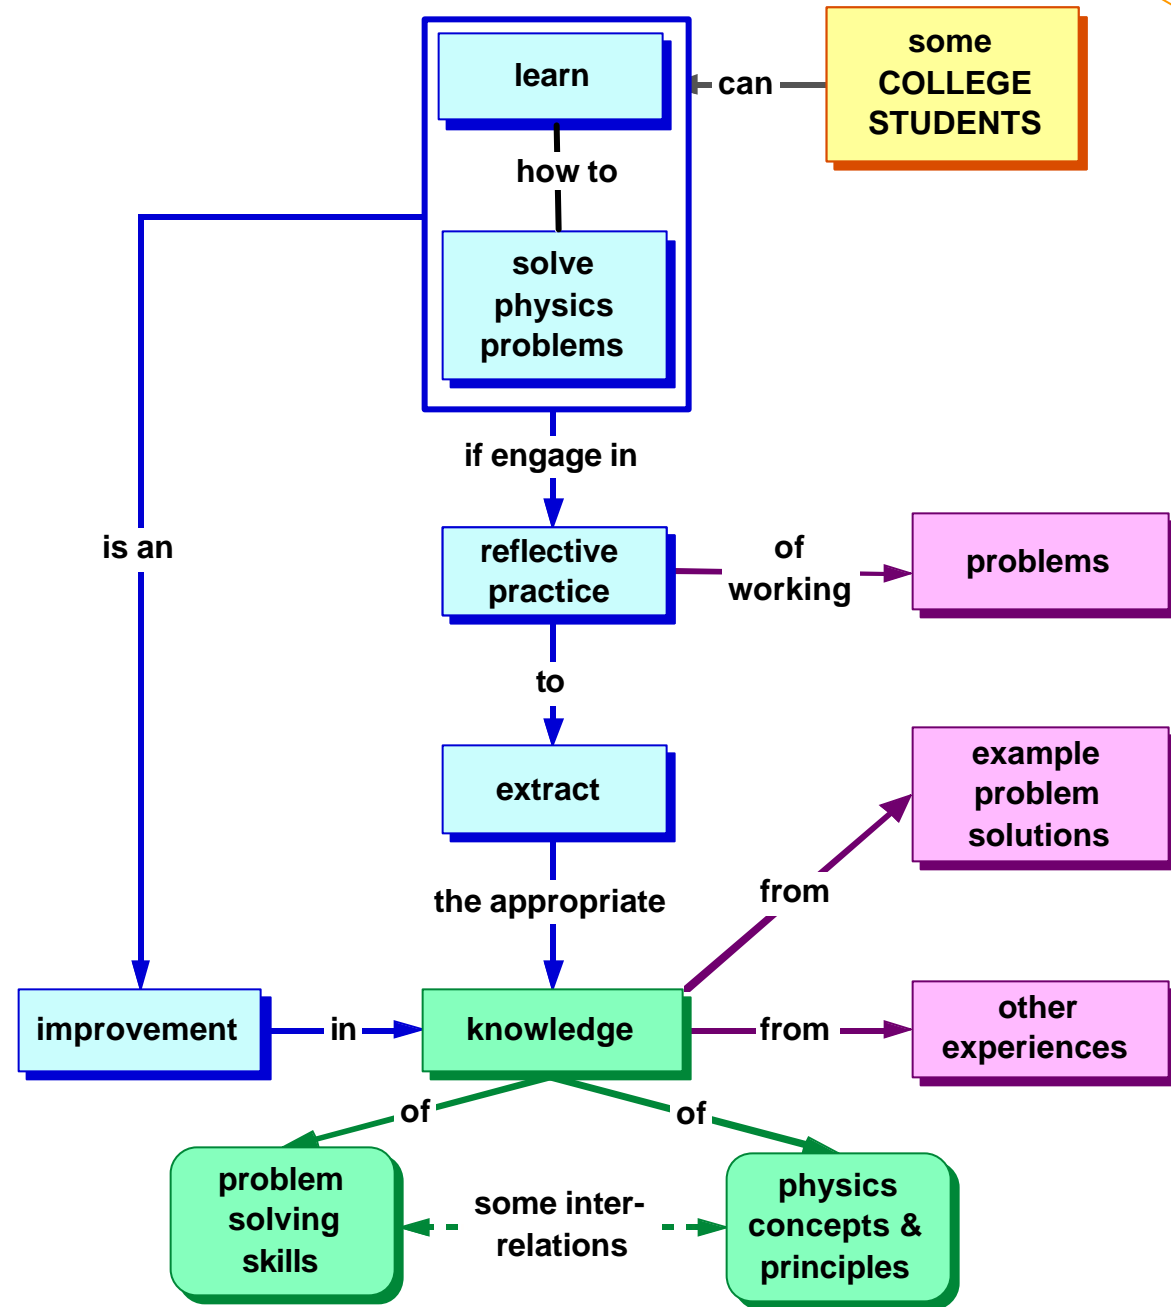 some
COLLEGE
STUDENTS
can
learn
how to
solve
physics
problems
if engage in
is an
reflective
practice
of
working
problems
to
extract
example
problem
solutions
the appropriate
from
improvement
in
knowledge
from
other
experiences
of
of
problem
solving
skills
some inter-
relations
physics
concepts &
principles